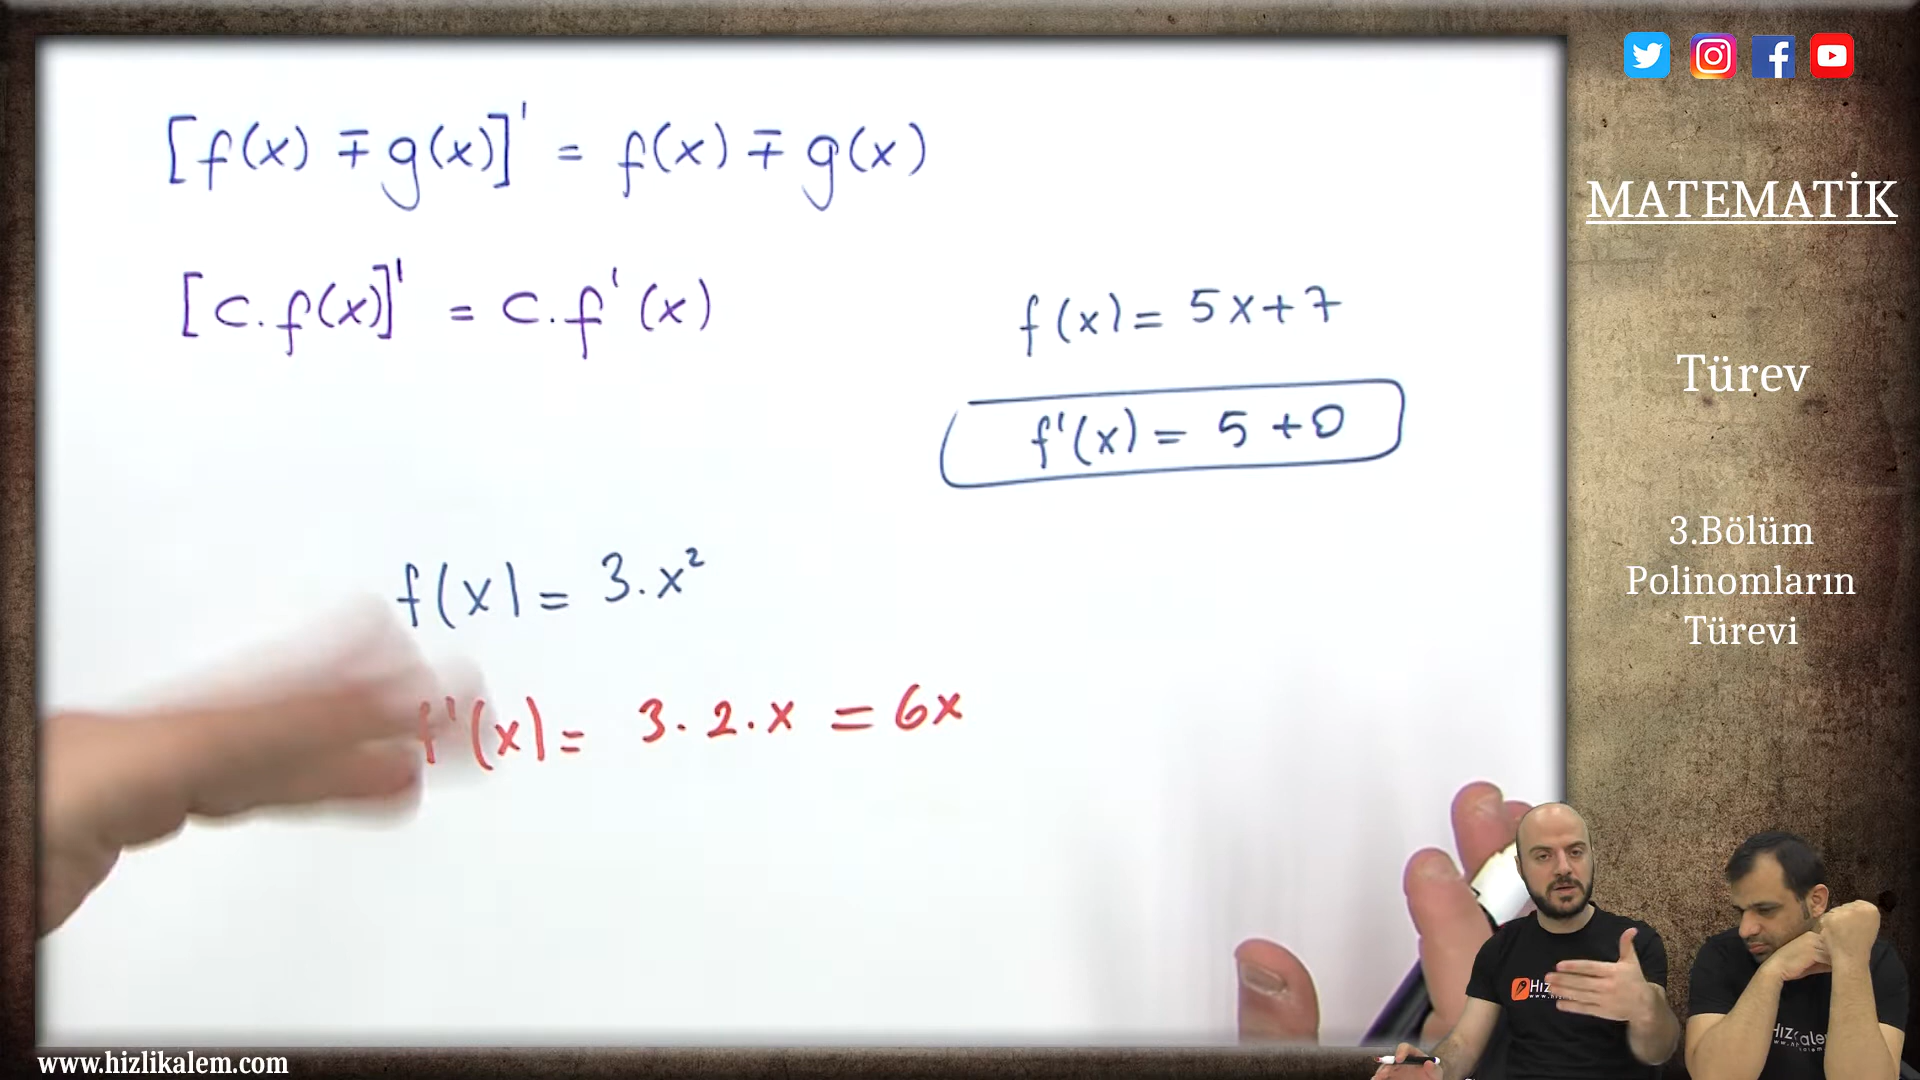 [f(x) ∓ g(x)]' = f(x) ∓ g(x)
[c.f(x)]' = c.f'(x)
f(x) = 5x+7
f'(x) = 5+0
f(x) = 3.x²
f'(x) = 3.2.x = 6x
MATEMATİK
Türev
3.Bölüm
Polinomların
Türevi
www.hizlikalem.com